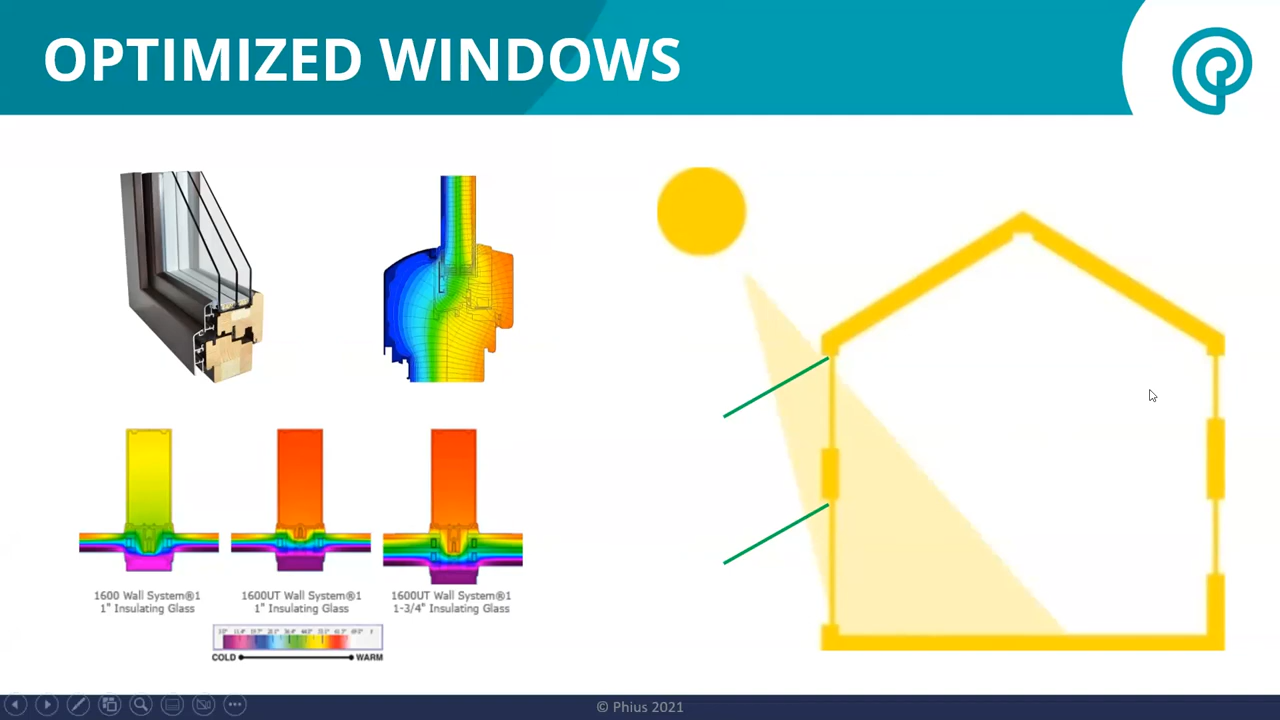 OPTIMIZED WINDOWS
1600 Wall System®1
1" Insulating Glass
1600UT Wall System®1
1" Insulating Glass
1600UT Wall System®1
1-3/4" Insulating Glass
COLD WARM
© Phius 2021